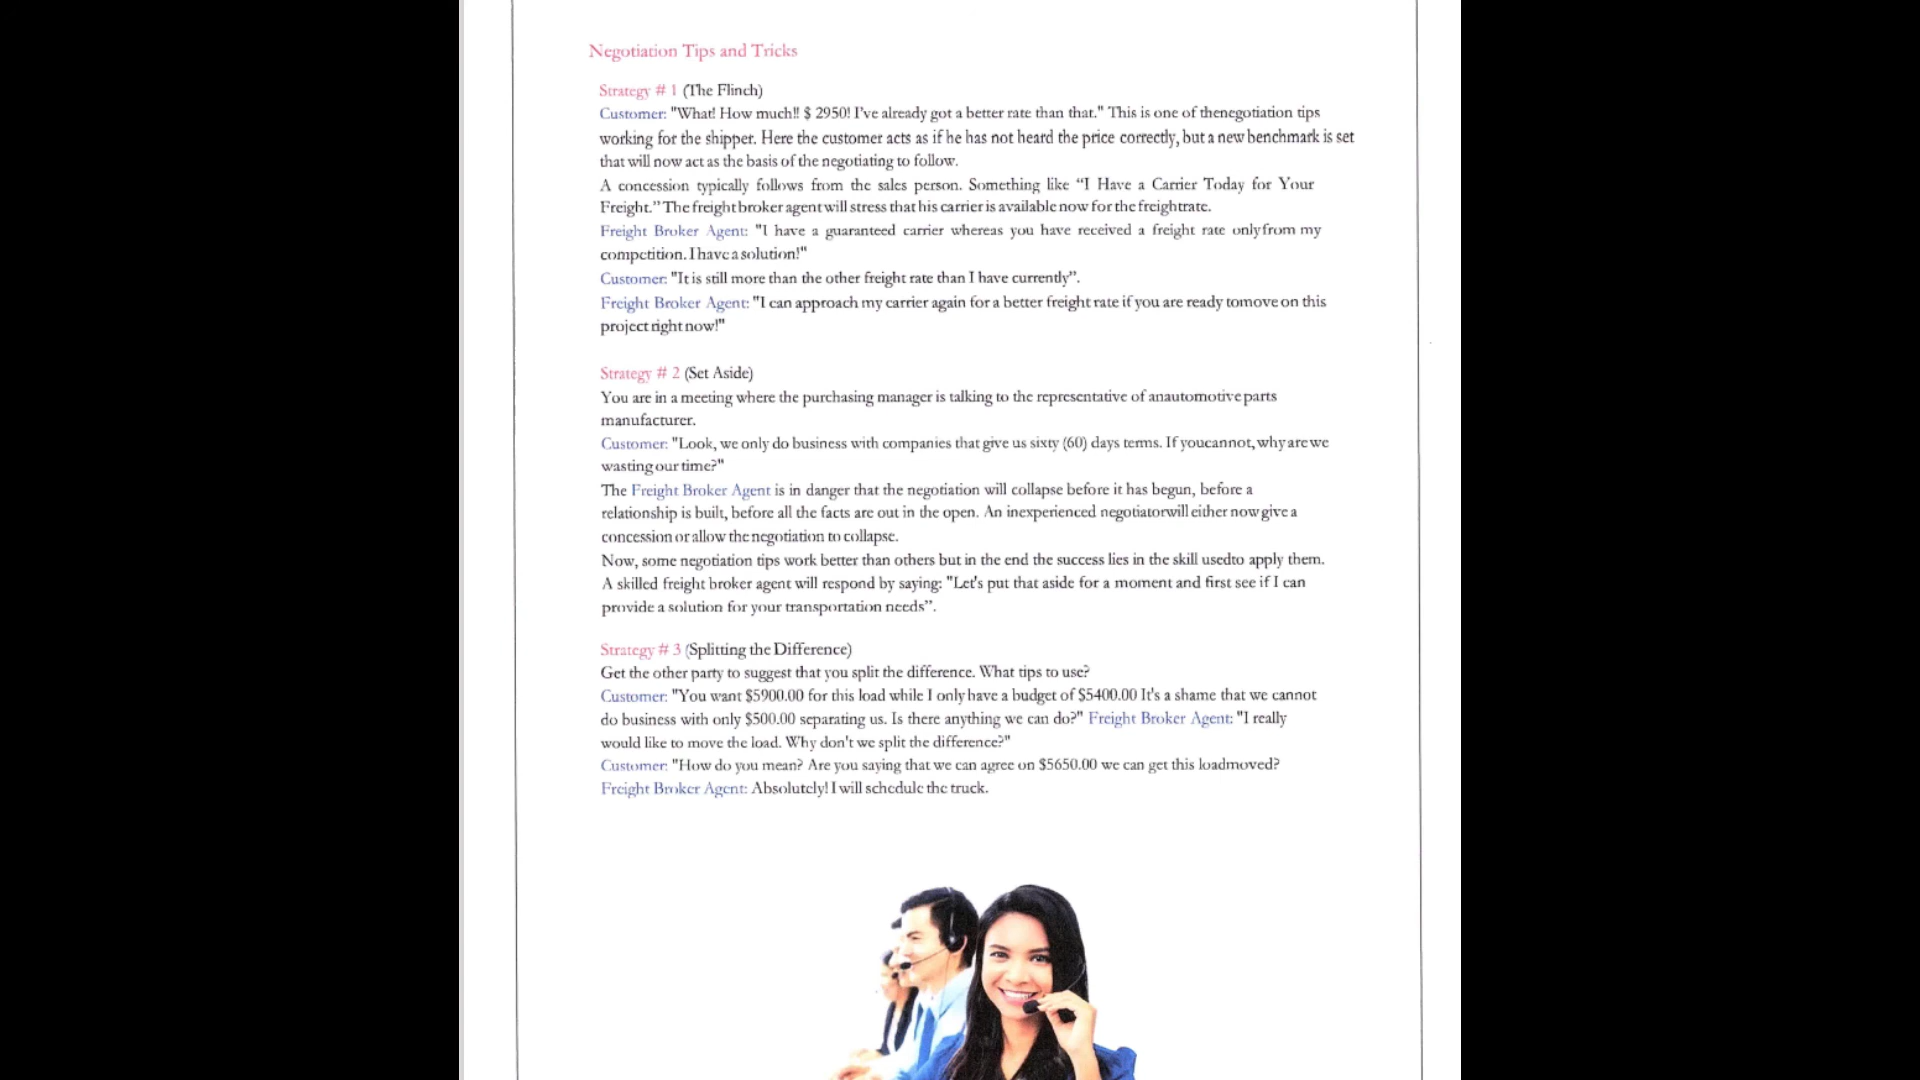 Negotiation Tips and Tricks
Strategy # 1 (The Flinch)
Customer: "What! How much!! $ 2950! I've already got a better rate than that." This is one of thenegotiation tips
working for the shipper. Here the customer acts as if he has not heard the price correctly, but a new benchmark is set
that will now act as the basis of the negotiating to follow.
A concession typically follows from the sales person. Something like “I Have a Carrier Today for Your
Freight.” The freight broker agent will stress that his carrier is available now for the freight rate.
Freight Broker Agent: "I have a guaranteed carrier whereas you have received a freight rate only from my
competition. I have a solution!"
Customer: "It is still more than the other freight rate than I have currently”.
Freight Broker Agent: "I can approach my carrier again for a better freight rate if you are ready tomove on this
project right now!"
Strategy # 2 (Set Aside)
You are in a meeting where the purchasing manager is talking to the representative of anautomotive parts
manufacturer.
Customer: "Look, we only do business with companies that give us sixty (60) days terms. If youcannot, why are we
wasting our time?"
The Freight Broker Agent is in danger that the negotiation will collapse before it has begun, before a
relationship is built, before all the facts are out in the open. An inexperienced negotiatorwill either now give a
concession or allow the negotiation to collapse.
Now, some negotiation tips work better than others but in the end the success lies in the skill usedto apply them.
A skilled freight broker agent will respond by saying: "Let's put that aside for a moment and first see if I can
provide a solution for your transportation needs”.
Strategy # 3 (Splitting the Difference)
Get the other party to suggest that you split the difference. What tips to use?
Customer: "You want $5900.00 for this load while I only have a budget of $5400.00 It's a shame that we cannot
do business with only $500.00 separating us. Is there anything we can do?" Freight Broker Agent: "I really
would like to move the load. Why don't we split the difference?"
Customer: "How do you mean? Are you saying that we can agree on $5650.00 we can get this loadmoved?
Freight Broker Agent: Absolutely! I will schedule the truck.